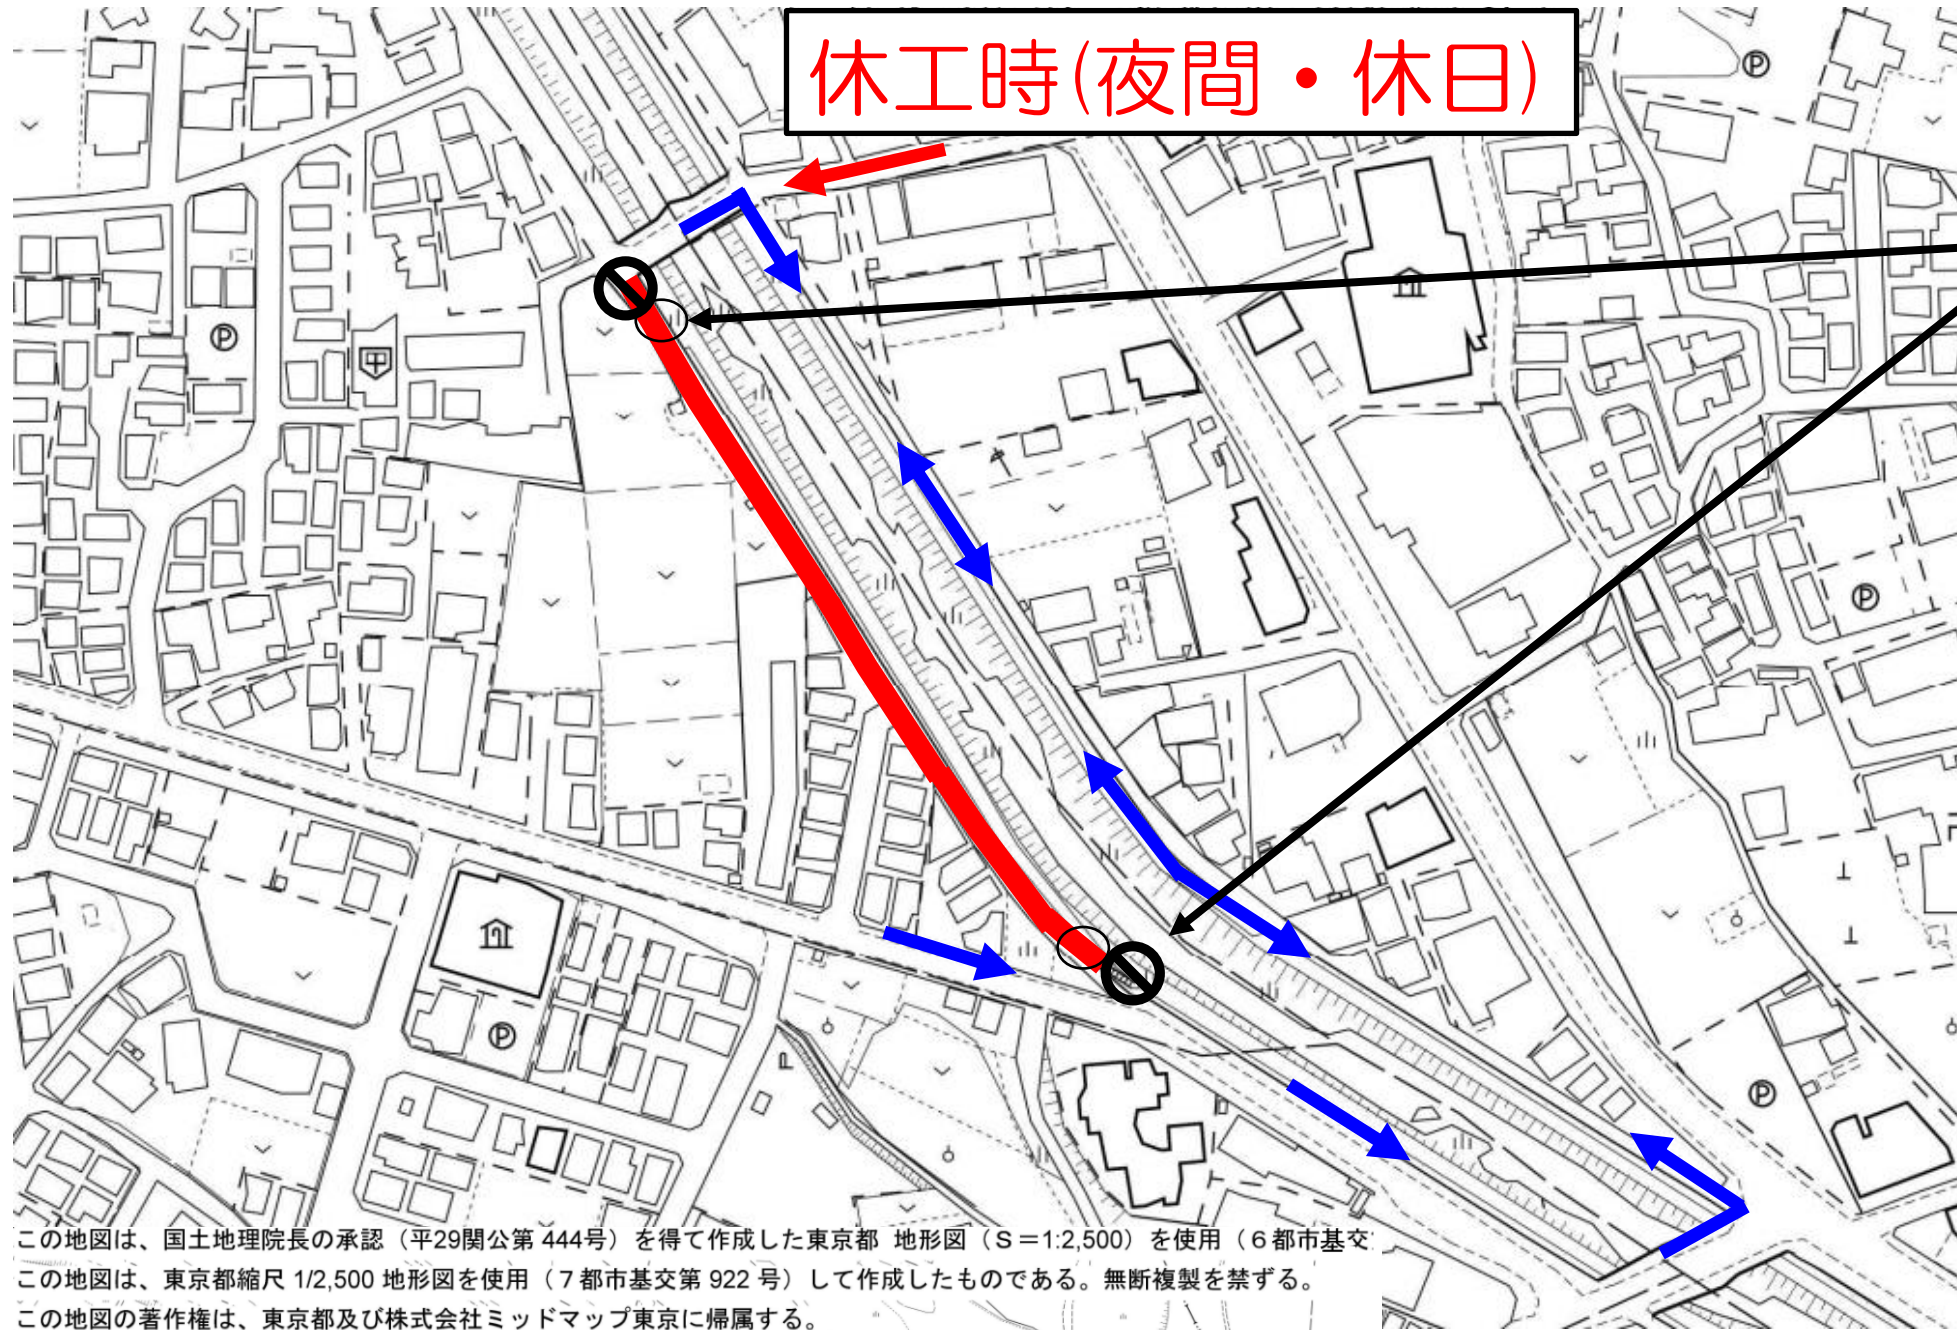 休工時(夜間・休日)
P
P
P
P
P
この地図は、国土地理院長の承認（平29関公第 444号）を得て作成した東京都 地形図（S＝1:2,500）を使用（６都市基交
この地図は、東京都縮尺 1/2,500 地形図を使用（７都市基交第 922 号）して作成したものである。無断複製を禁ずる。
この地図の著作権は、東京都及び株式会社ミッドマップ東京に帰属する。